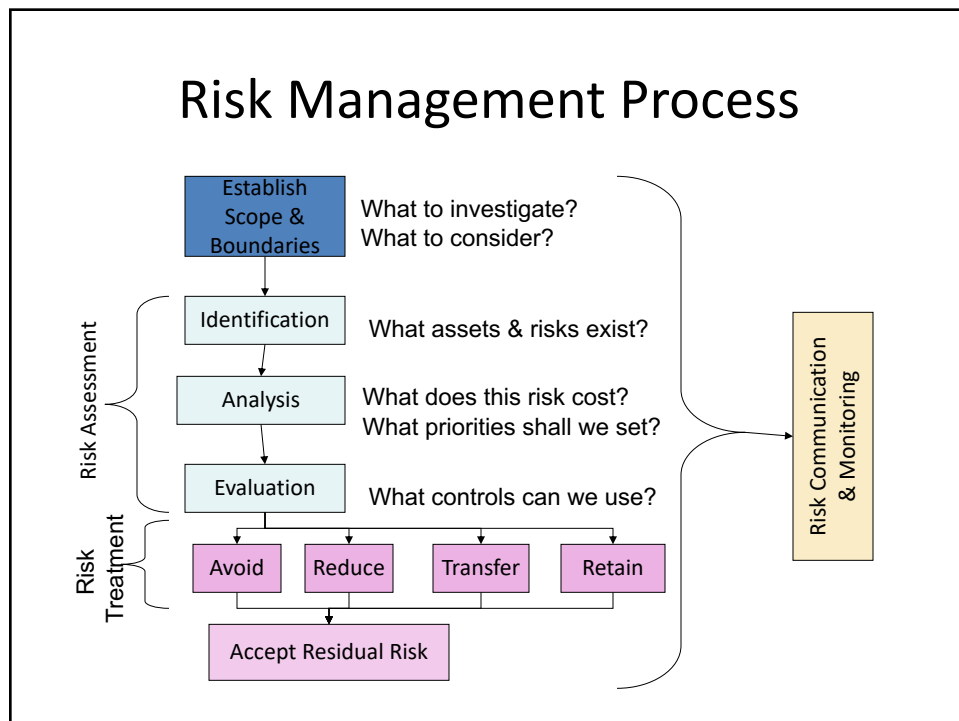 Risk Management Process
Establish
Scope &
Boundaries
What to investigate?
What to consider?
Risk Assessment
Identification
What assets & risks exist?
Analysis
What does this risk cost?
What priorities shall we set?
Evaluation
What controls can we use?
Risk
Treatment
Avoid
Reduce
Transfer
Retain
Accept Residual Risk
Risk Communication
& Monitoring